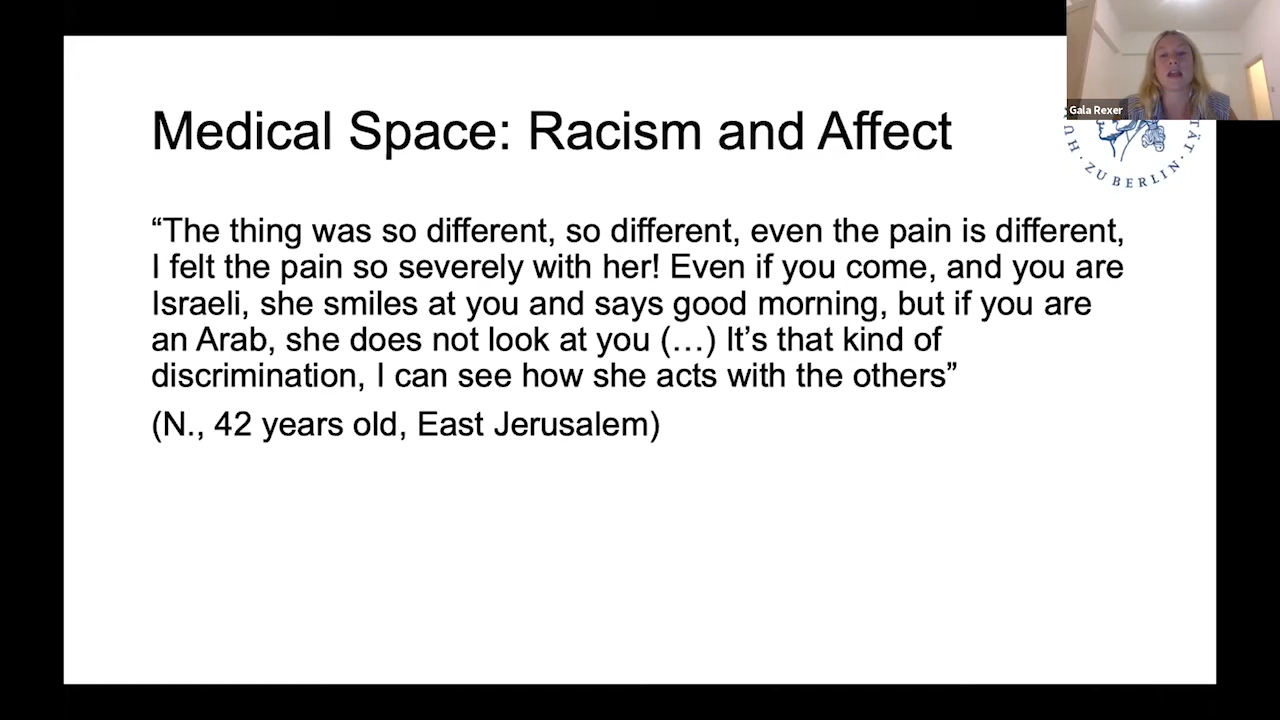 Gala Rexer
Medical Space: Racism and Affect
HU
· ZU BERLIN ·
TÄT
“The thing was so different, so different, even the pain is different,
I felt the pain so severely with her! Even if you come, and you are
Israeli, she smiles at you and says good morning, but if you are
an Arab, she does not look at you (…) It’s that kind of
discrimination, I can see how she acts with the others”
(N., 42 years old, East Jerusalem)